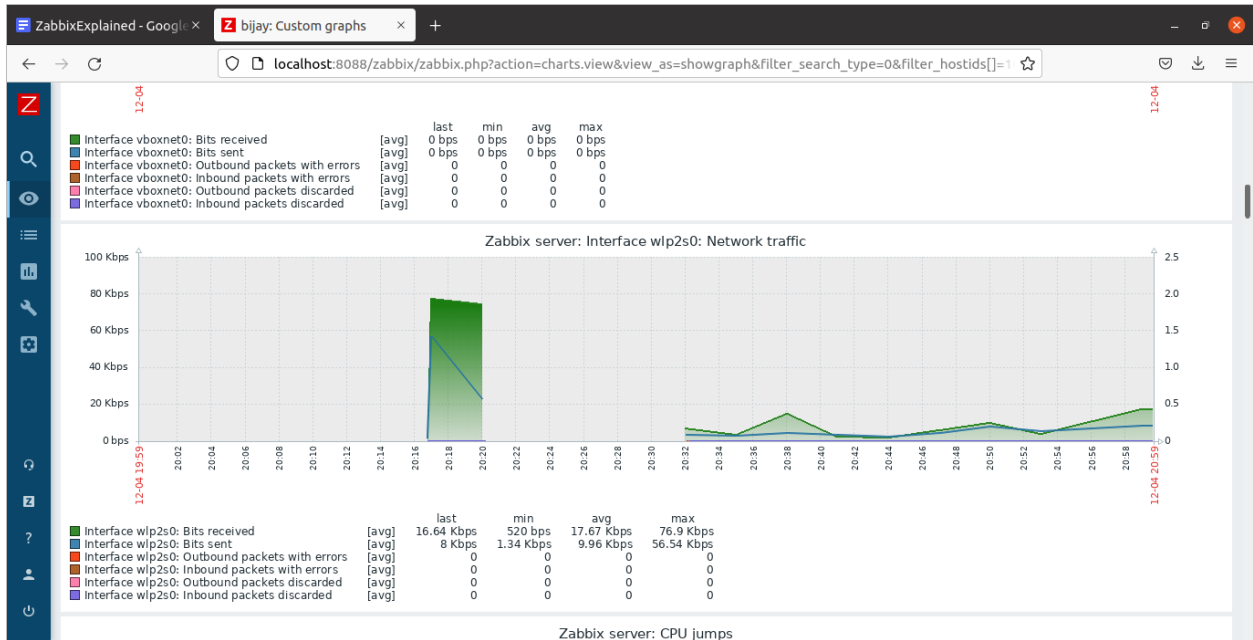 ZabbixExplained - Google
Z bijay: Custom graphs
localhost:8088/zabbix/zabbix.php?action=charts.view&view_as=showgraph&filter_search_type=0&filter_hostids[]=1
Z
12-04
12-04
last min avg max
Interface vboxnet0: Bits received [avg] 0 bps 0 bps 0 bps 0 bps
Interface vboxnet0: Bits sent [avg] 0 bps 0 bps 0 bps 0 bps
Interface vboxnet0: Outbound packets with errors [avg] 0 0 0 0
Interface vboxnet0: Inbound packets with errors [avg] 0 0 0 0
Interface vboxnet0: Outbound packets discarded [avg] 0 0 0 0
Interface vboxnet0: Inbound packets discarded [avg] 0 0 0 0
Zabbix server: Interface wlp2s0: Network traffic
100 Kbps 2.5
80 Kbps 2.0
60 Kbps 1.5
40 Kbps 1.0
20 Kbps 0.5
0 bps 0
12-04 19:59 20:02 20:04 20:06 20:08 20:10 20:12 20:14 20:16 20:18 20:20 20:22 20:24 20:26 20:28 20:30 20:32 20:34 20:36 20:38 20:40 20:42 20:44 20:46 20:48 20:50 20:52 20:54 20:56 20:58 12-04 20:59
last min avg max
Interface wlp2s0: Bits received [avg] 16.64 Kbps 520 bps 17.67 Kbps 76.9 Kbps
Interface wlp2s0: Bits sent [avg] 8 Kbps 1.34 Kbps 9.96 Kbps 56.54 Kbps
Interface wlp2s0: Outbound packets with errors [avg] 0 0 0 0
Interface wlp2s0: Inbound packets with errors [avg] 0 0 0 0
Interface wlp2s0: Outbound packets discarded [avg] 0 0 0 0
Interface wlp2s0: Inbound packets discarded [avg] 0 0 0 0
Z
?
Zabbix server: CPU jumps